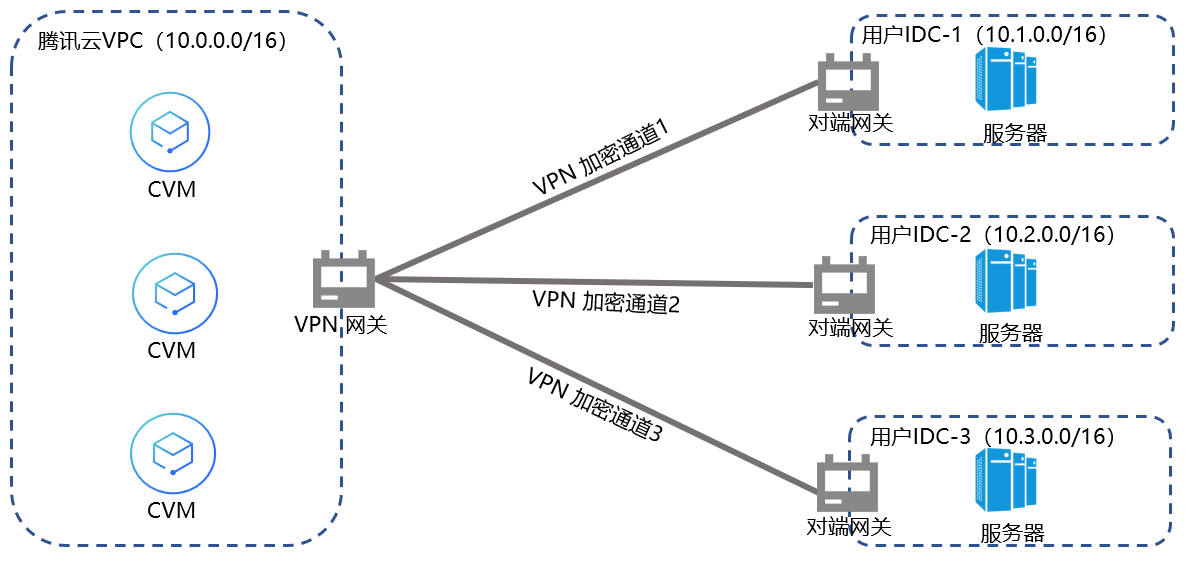 腾讯云VPC（10.0.0.0/16）
CVM
CVM
CVM
VPN 网关
VPN 加密通道1
VPN 加密通道2
VPN 加密通道3
用户IDC-1（10.1.0.0/16）
对端网关
服务器
用户IDC-2（10.2.0.0/16）
对端网关
服务器
用户IDC-3（10.3.0.0/16）
对端网关
服务器